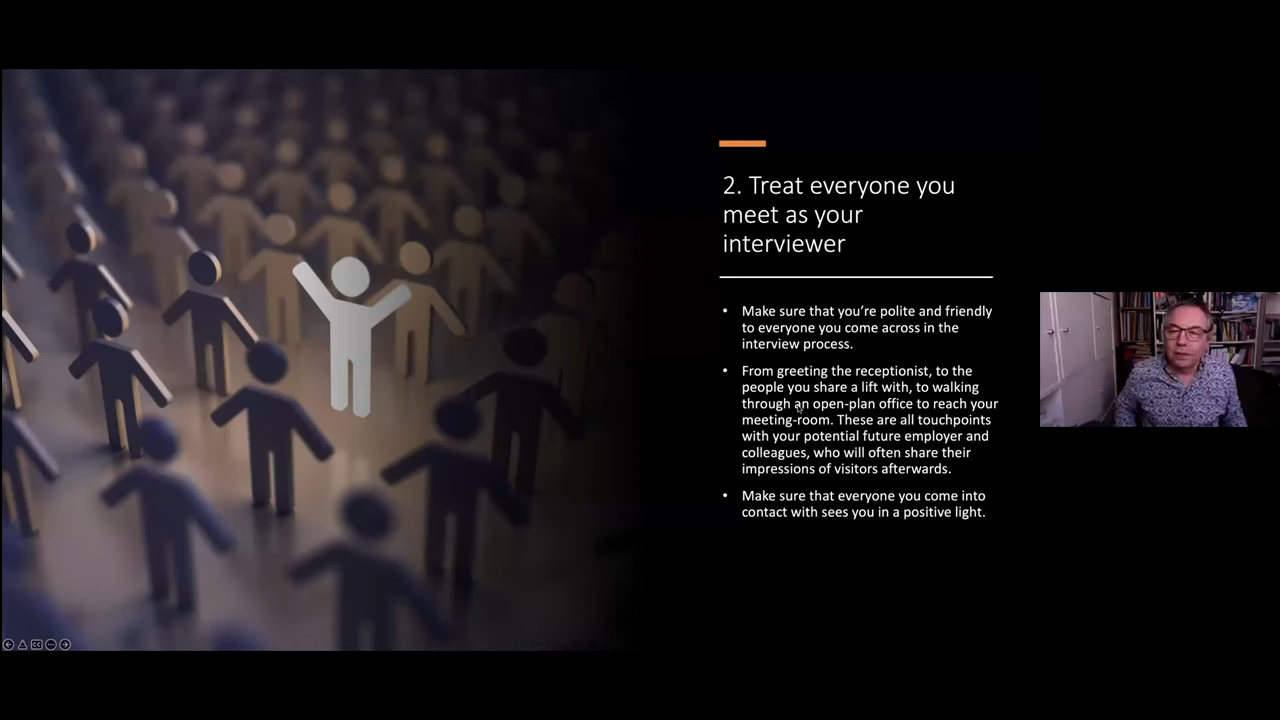 2. Treat everyone you
meet as your
interviewer
• Make sure that you’re polite and friendly
to everyone you come across in the
interview process.
• From greeting the receptionist, to the
people you share a lift with, to walking
through an open-plan office to reach your
meeting-room. These are all touchpoints
with your potential future employer and
colleagues, who will often share their
impressions of visitors afterwards.
• Make sure that everyone you come into
contact with sees you in a positive light.